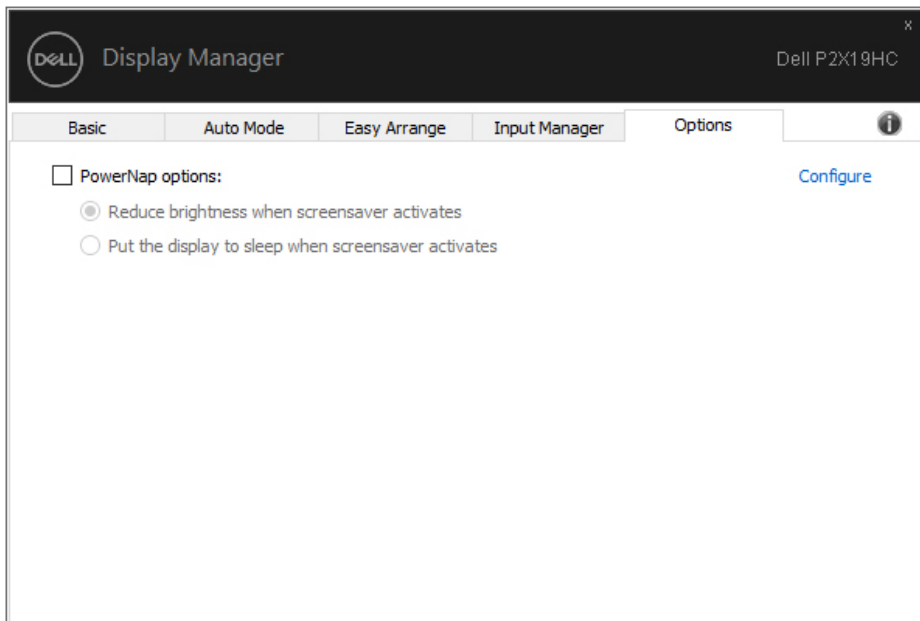 DELL Display Manager
x
Dell P2X19HC
Basic Auto Mode Easy Arrange Input Manager Options
PowerNap options: Configure
Reduce brightness when screensaver activates
Put the display to sleep when screensaver activates